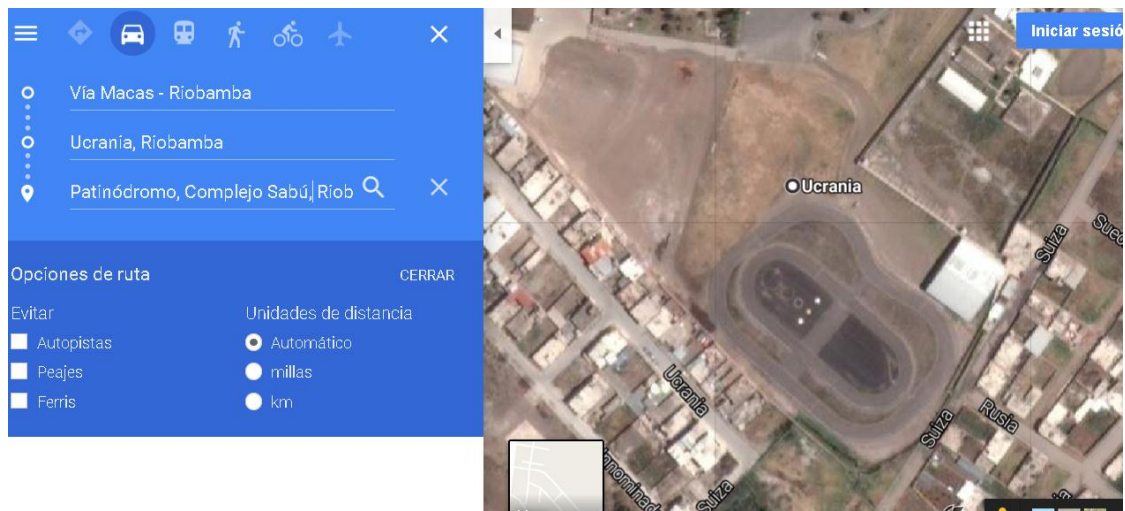 Vía Macas - Riobamba
Ucrania, Riobamba
Patinódromo, Complejo Sabú, Riob
Opciones de ruta
CERRAR
Evitar
Unidades de distancia
Autopistas
Automático
Peajes
millas
Ferris
km
Iniciar sesió
Ucrania
Suiza
Suec
Ucrania
Suiza
Rusia
Suiza